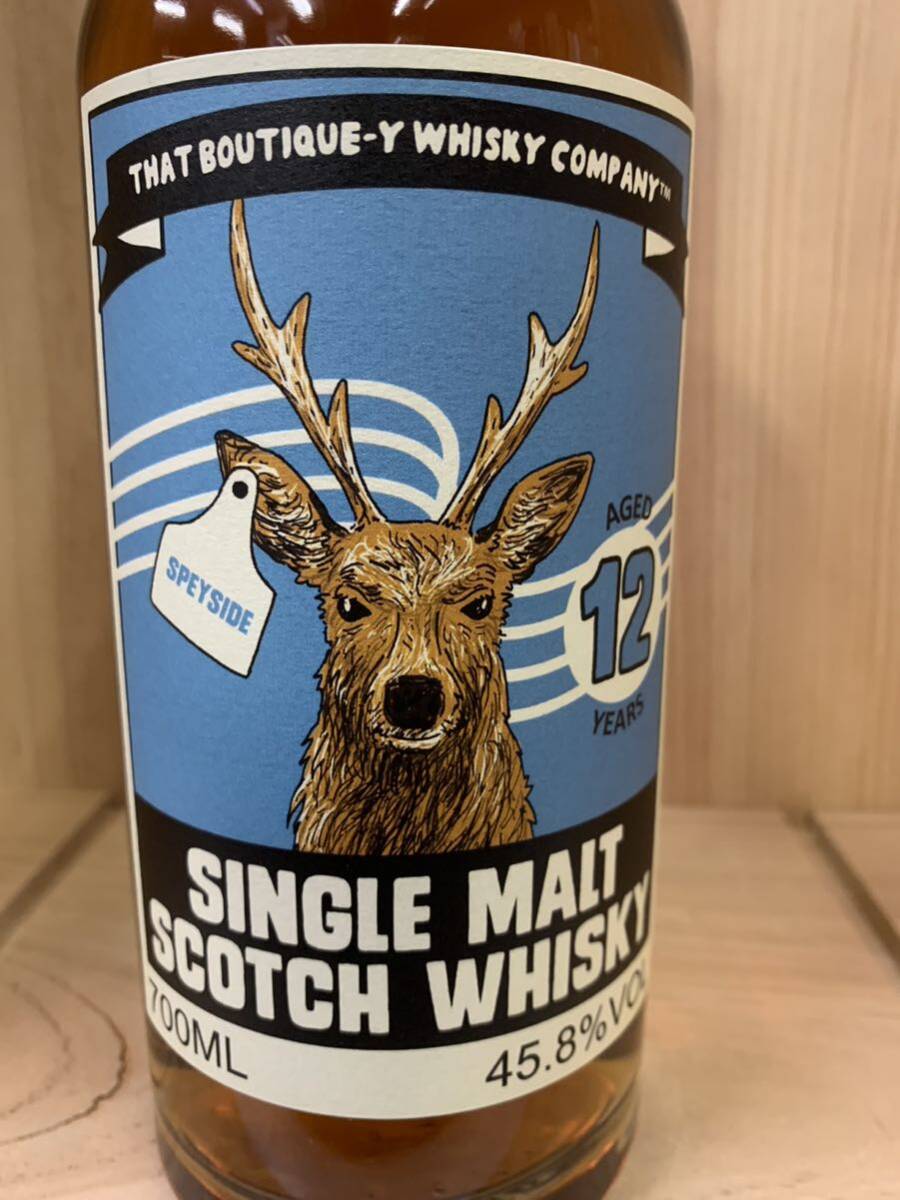 THAT BOUTIQUE-Y WHISKY COMPANY™
SPEYSIDE
AGED
12
YEARS
SINGLE MALT
SCOTCH WHISKY
700ML
45.8%VOL